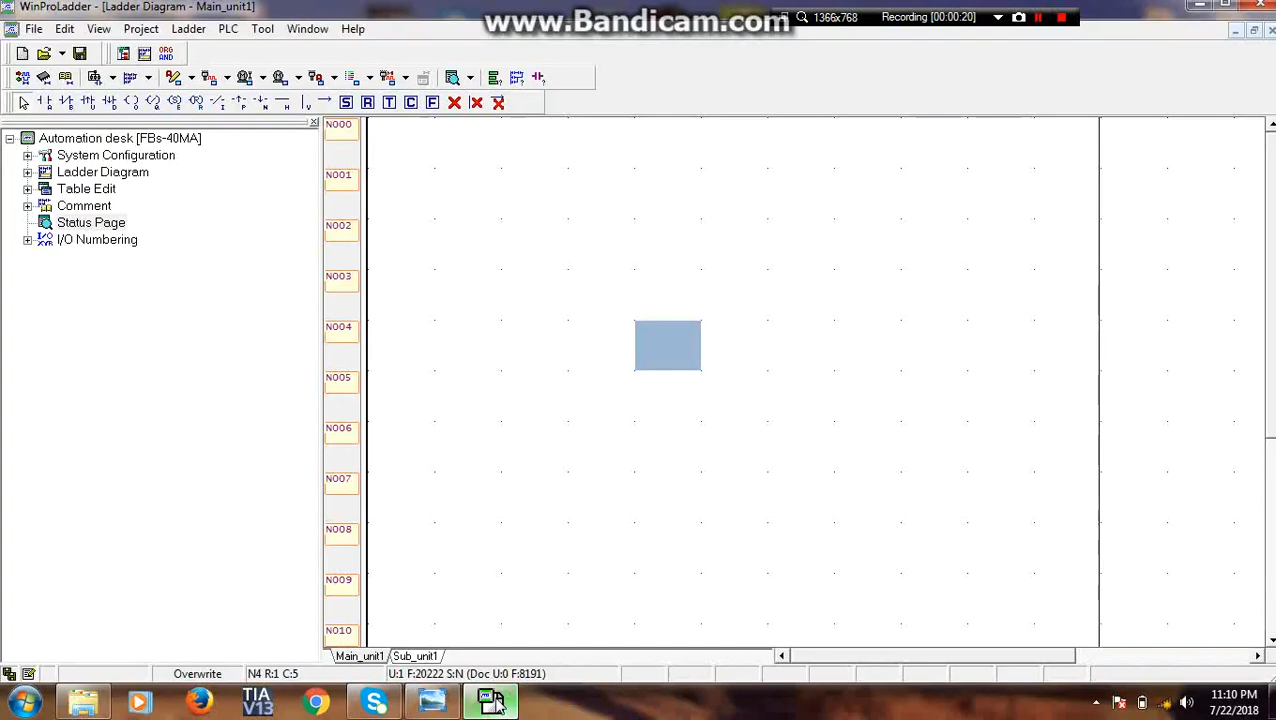 WinProLadder - [Ladder Diagram - Main_unit1]
www.Bandicam.com
1366x768 Recording [00:00:20]
File Edit View Project Ladder PLC Tool Window Help
ORG
AND
A B U D Q Q E R P N H V S R T C F
Automation desk [FBs-40MA]
System Configuration
Ladder Diagram
Table Edit
Comment
Status Page
I/O Numbering
N000
N001
N002
N003
N004
N005
N006
N007
N008
N009
N010
Main_unit1 Sub_unit1
Overwrite N4 R:1 C:5 U:1 F:20222 S:N (Doc U:0 F:8191)
TIA
V13
11:10 PM
7/22/2018